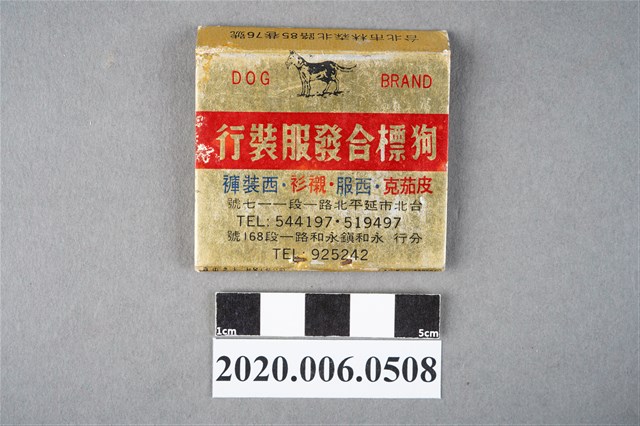 台北市林森北路85巷76號
DOG BRAND
狗標合發服裝行
皮茄克·西服·襯衫·西裝褲
台北市延平北路一段一一七號
TEL: 544197·519497
分行 永和鎮永和路一段168號
TEL: 925242
1cm 5cm
2020.006.0508